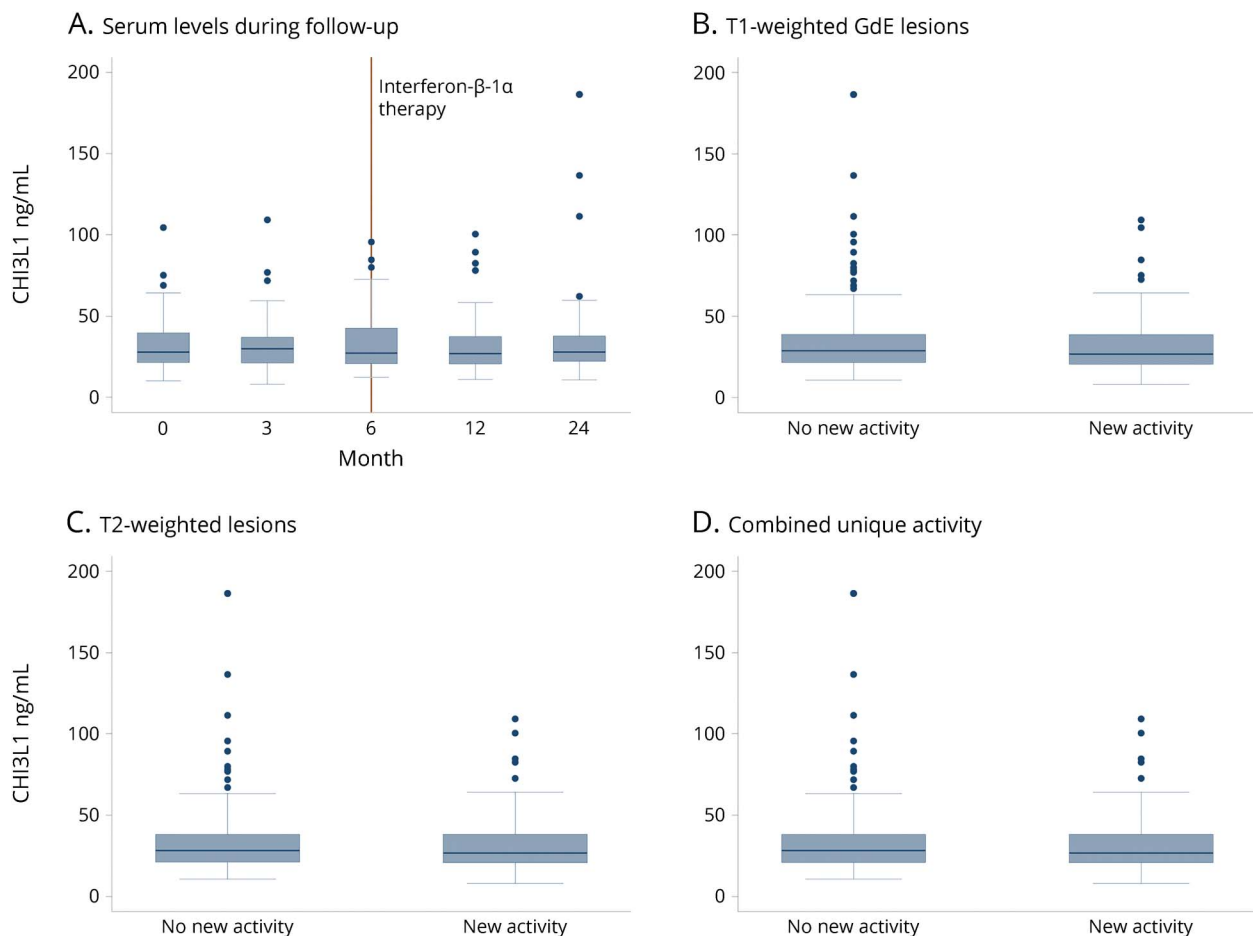 A. Serum levels during follow-up
CHI3L1 ng/mL
200
150
100
50
0
Interferon-β-1α
therapy
0 3 6 12 24
Month
B. T1-weighted GdE lesions
200
150
100
50
0
No new activity New activity
C. T2-weighted lesions
CHI3L1 ng/mL
200
150
100
50
0
No new activity New activity
D. Combined unique activity
200
150
100
50
0
No new activity New activity